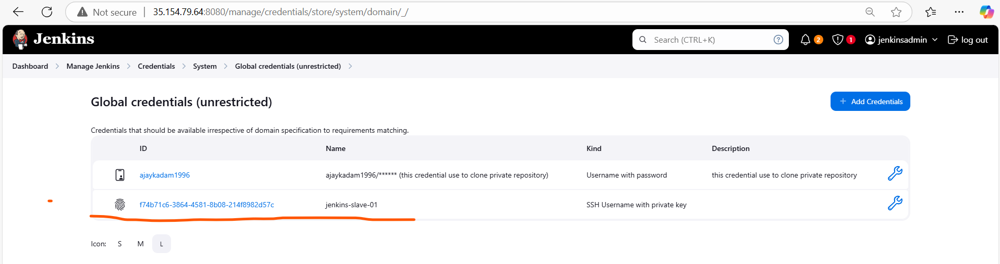 Not secure 35.154.79.64:8080/manage/credentials/store/system/domain/_/
Jenkins Search (CTRL+K) ? 2 1 jenkinsadmin log out
Dashboard Manage Jenkins Credentials System Global credentials (unrestricted)
Global credentials (unrestricted) + Add Credentials
Credentials that should be available irrespective of domain specification to requirements matching.
ID Name Kind Description
ajaykadam1996 ajaykadam1996/****** (this credential use to clone private repository) Username with password this credential use to clone private repository
f74b71c6-3864-4581-8b08-214f8982d57c jenkins-slave-01 SSH Username with private key
Icon: S M L